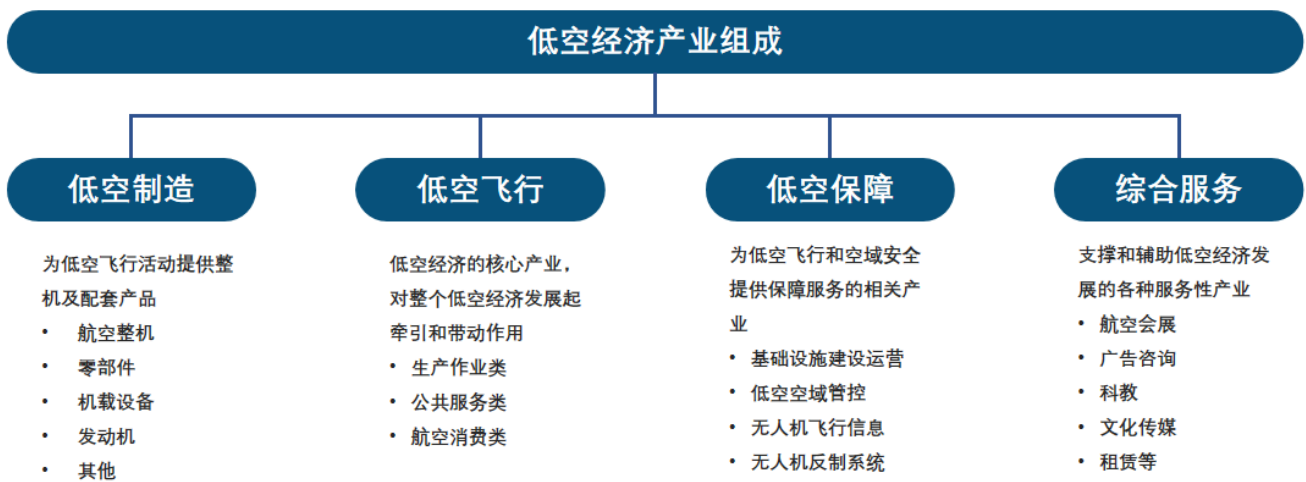 低空经济产业组成
低空制造
为低空飞行活动提供整
机及配套产品
• 航空整机
• 零部件
• 机载设备
• 发动机
• 其他
低空飞行
低空经济的核心产业，
对整个低空经济发展起
牵引和带动作用
• 生产作业类
• 公共服务类
• 航空消费类
低空保障
为低空飞行和空域安全
提供保障服务的相关产
业
• 基础设施建设运营
• 低空空域管控
• 无人机飞行信息
• 无人机反制系统
综合服务
支撑和辅助低空经济发
展的各种服务性产业
• 航空会展
• 广告咨询
• 科教
• 文化传媒
• 租赁等